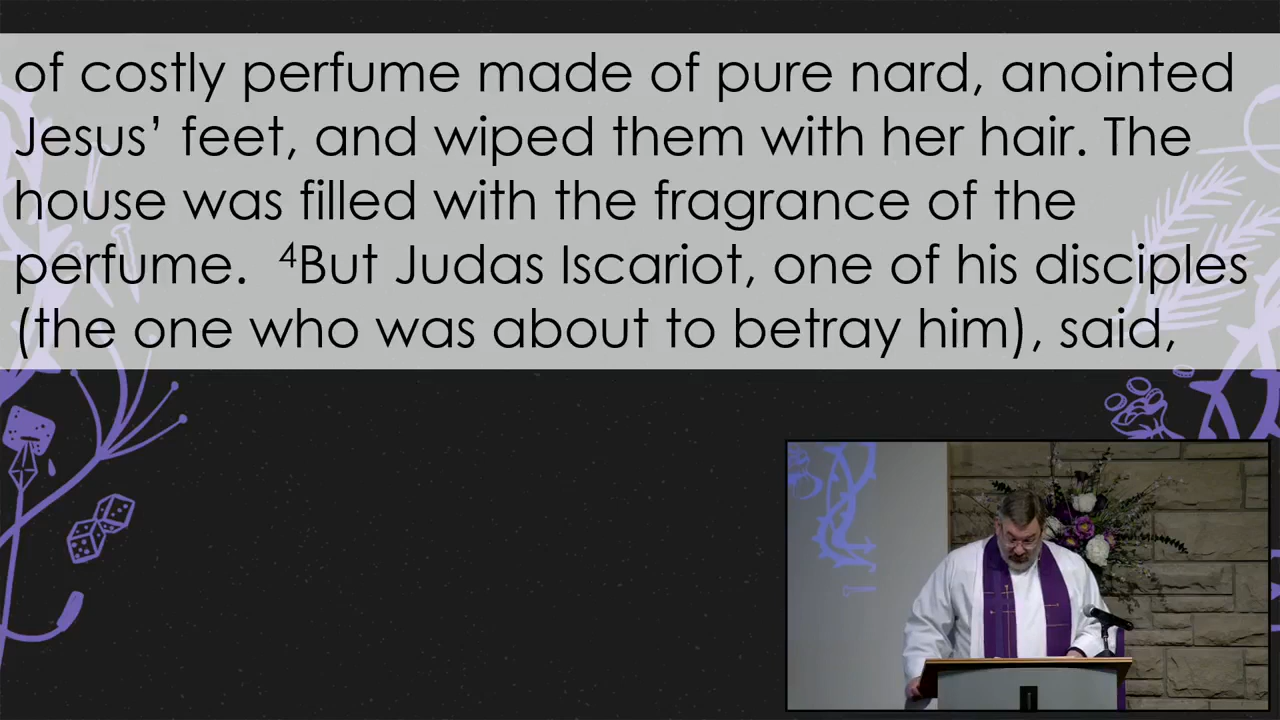 of costly perfume made of pure nard, anointed
Jesus’ feet, and wiped them with her hair. The
house was filled with the fragrance of the
perfume.  ⁴But Judas Iscariot, one of his disciples
(the one who was about to betray him), said,